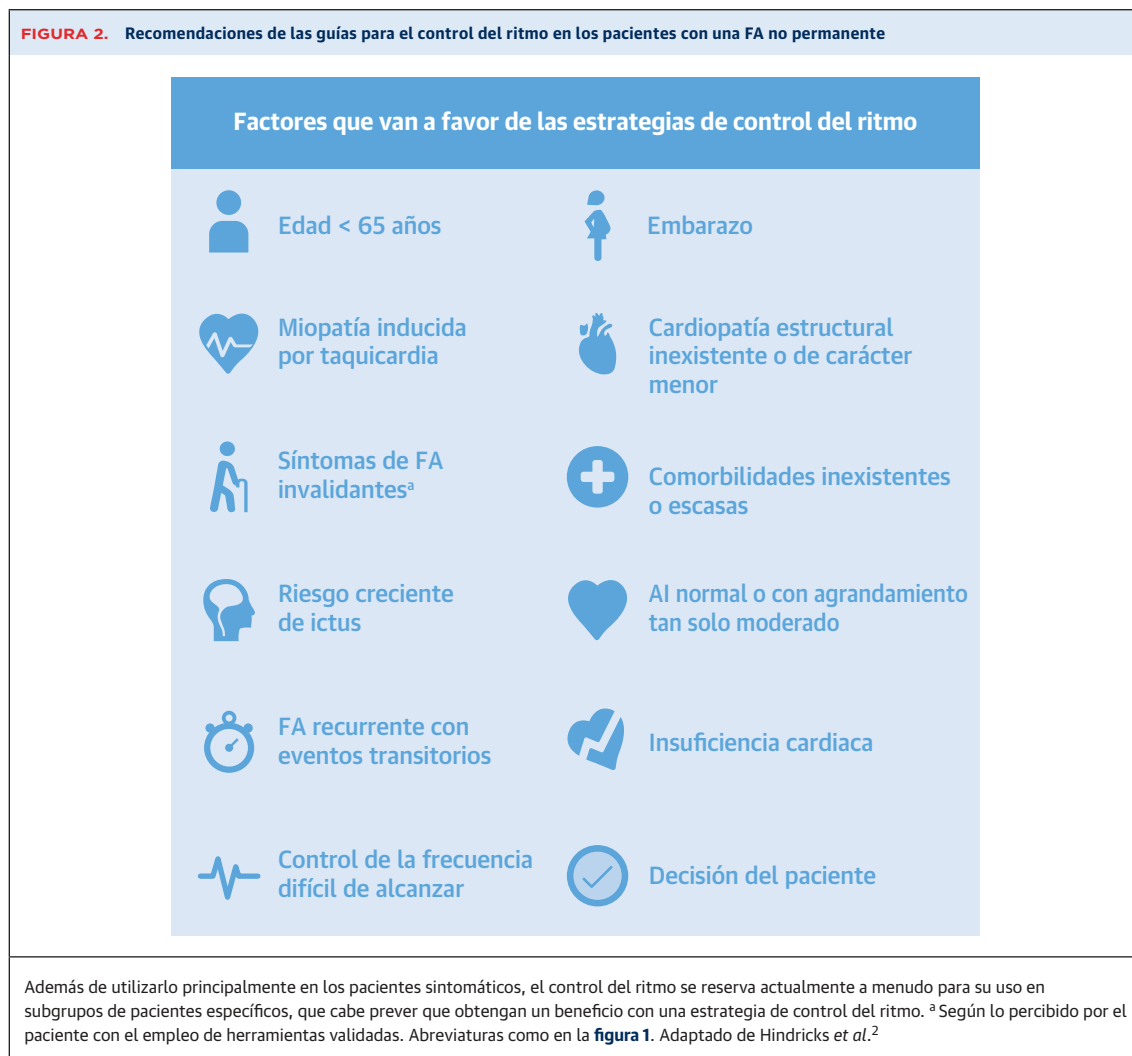 FIGURA 2. Recomendaciones de las guías para el control del ritmo en los pacientes con una FA no permanente
Factores que van a favor de las estrategias de control del ritmo
Edad < 65 años
Embarazo
Miopatía inducida
por taquicardia
Cardiopatía estructural
inexistente o de carácter
menor
Síntomas de FA
invalidantesª
Comorbilidades inexistentes
o escasas
Riesgo creciente
de ictus
AI normal o con agrandamiento
tan solo moderado
FA recurrente con
eventos transitorios
Insuficiencia cardiaca
Control de la frecuencia
difícil de alcanzar
Decisión del paciente
Además de utilizarlo principalmente en los pacientes sintomáticos, el control del ritmo se reserva actualmente a menudo para su uso en
subgrupos de pacientes específicos, que cabe prever que obtengan un beneficio con una estrategia de control del ritmo. ª Según lo percibido por el
paciente con el empleo de herramientas validadas. Abreviaturas como en la figura 1. Adaptado de Hindricks et al.²